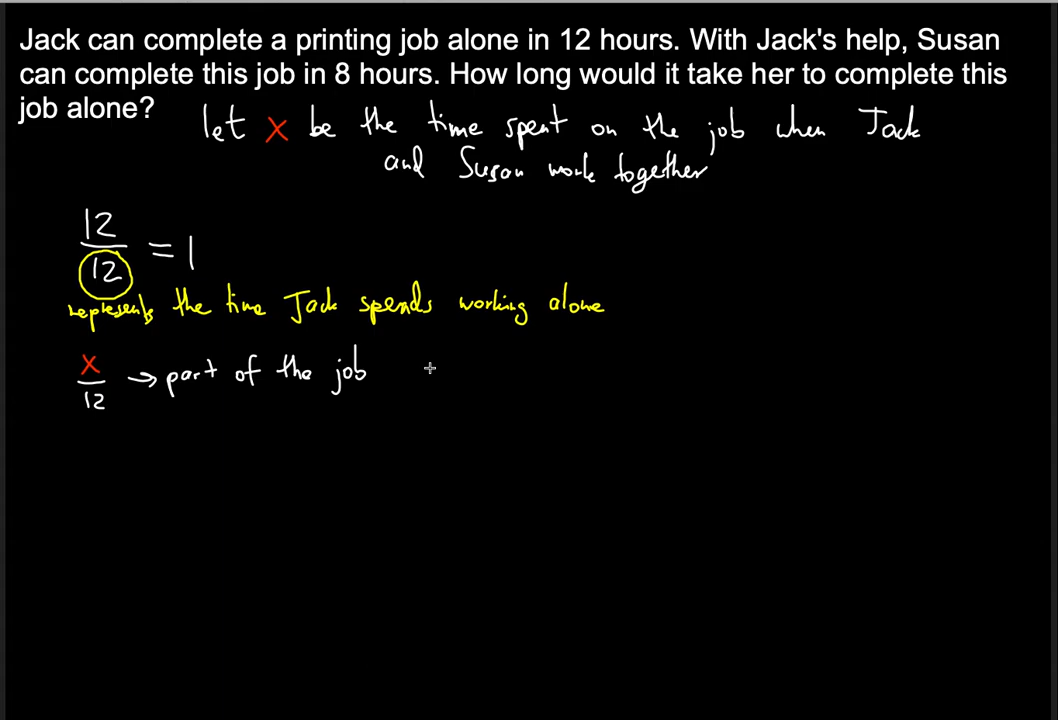 Jack can complete a printing job alone in 12 hours. With Jack's help, Susan
can complete this job in 8 hours. How long would it take her to complete this
job alone?
let x be the time spent on the job when Jack
and Susan work together
12/12 = 1
represents the time Jack spends working alone
x/12 → part of the job